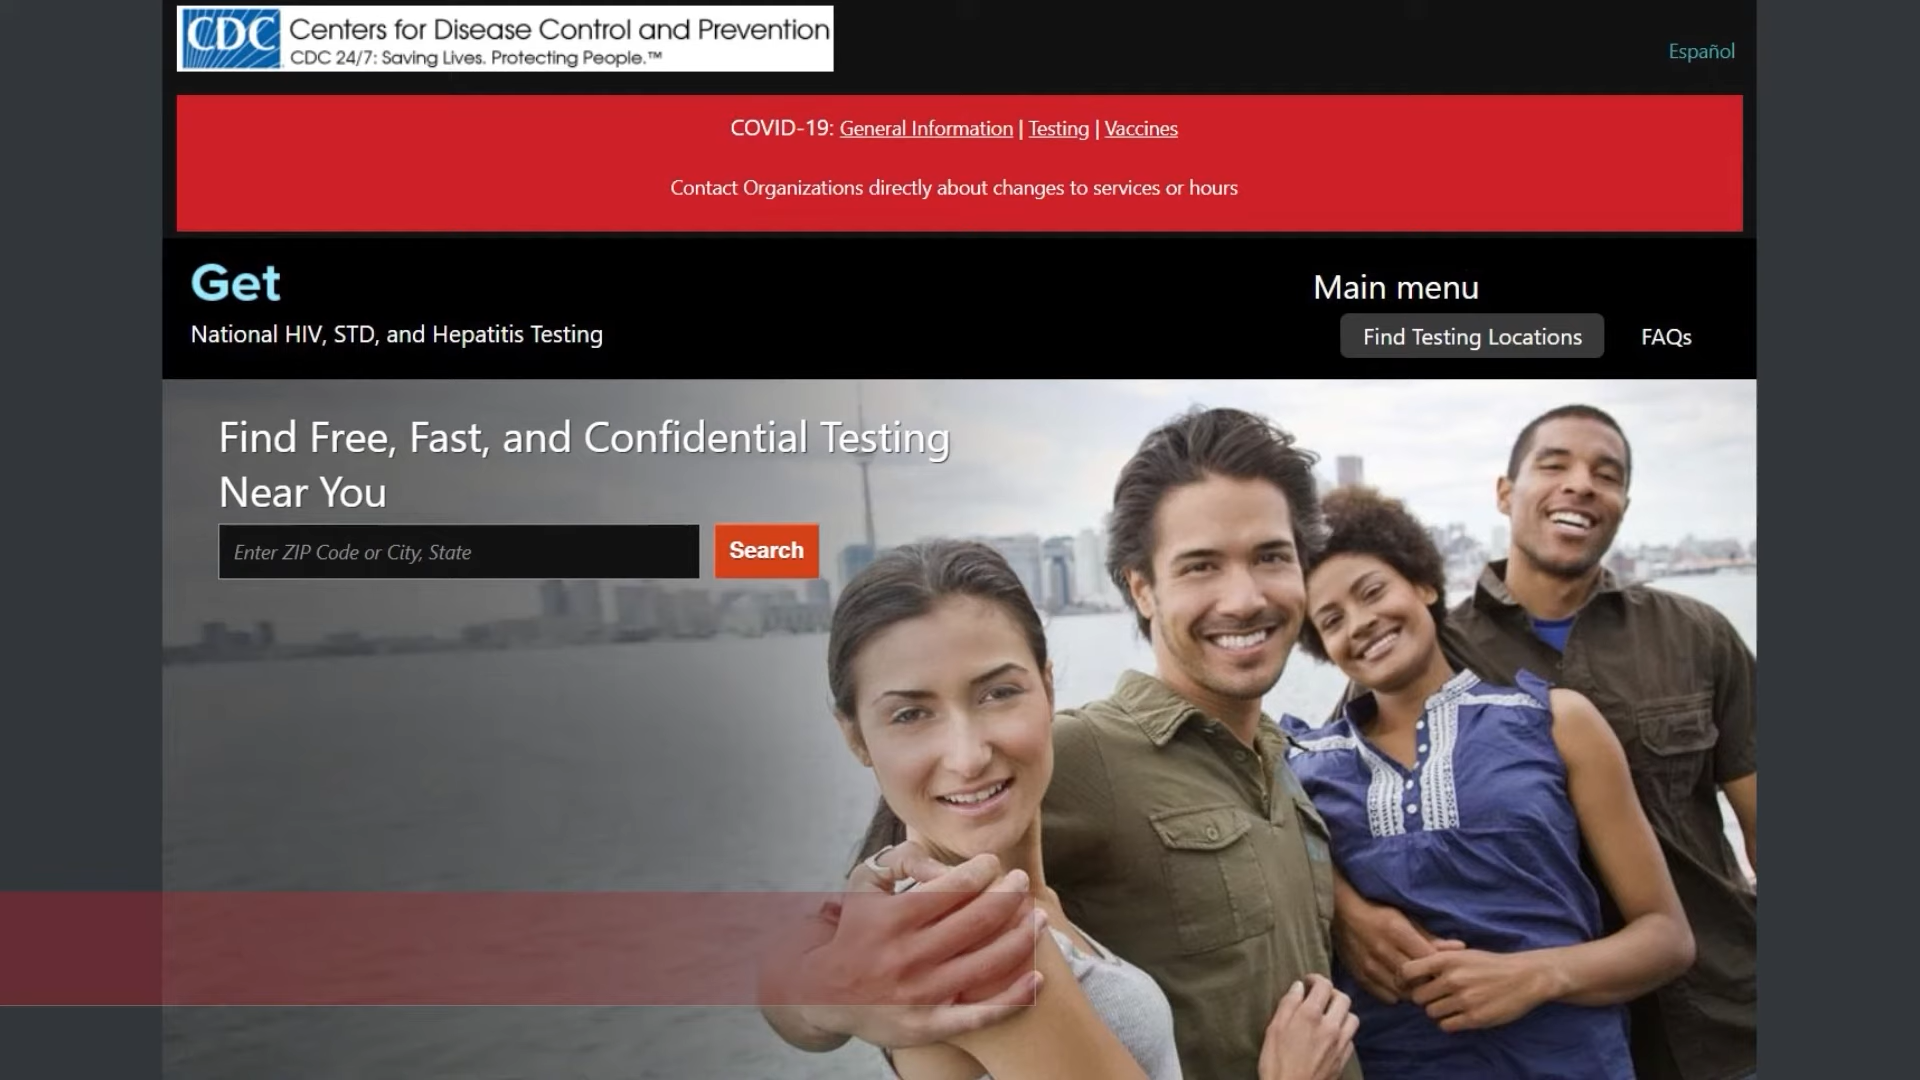 CDC Centers for Disease Control and Prevention
CDC 24/7: Saving Lives. Protecting People.™
Español
COVID-19: General Information | Testing | Vaccines
Contact Organizations directly about changes to services or hours
Get
National HIV, STD, and Hepatitis Testing
Main menu
Find Testing Locations FAQs
Find Free, Fast, and Confidential Testing
Near You
Enter ZIP Code or City, State Search